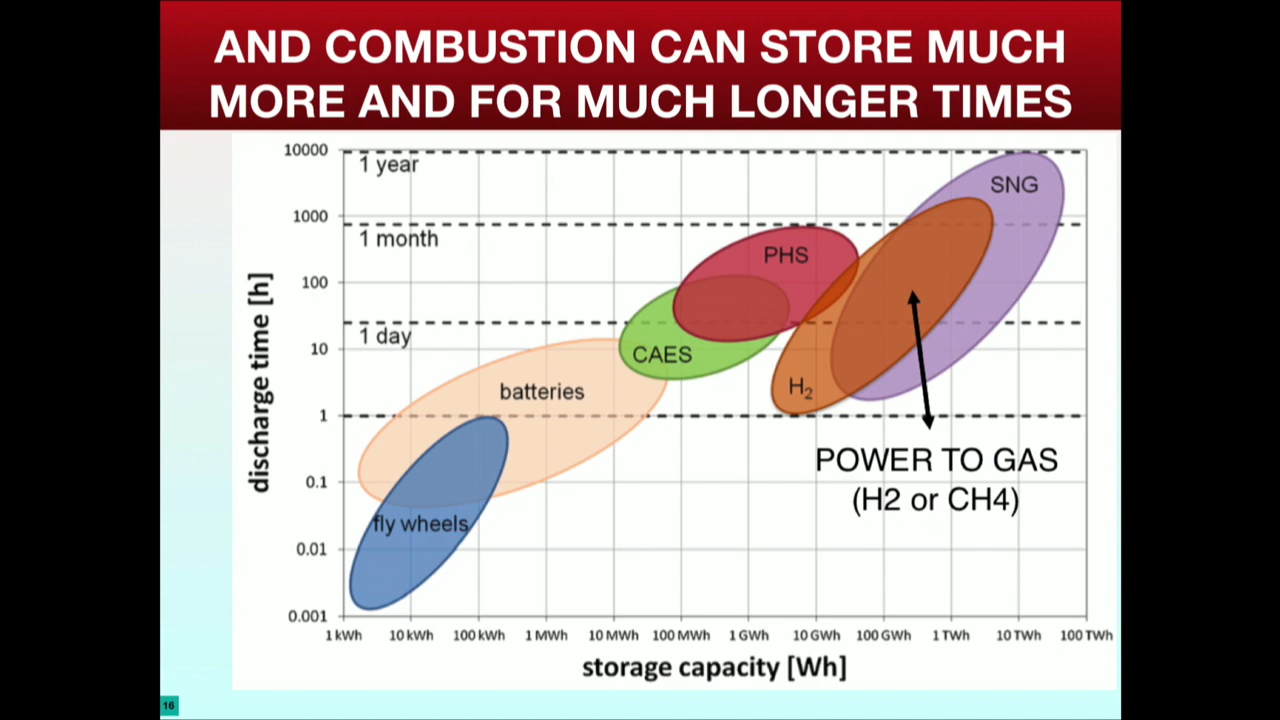 AND COMBUSTION CAN STORE MUCH
MORE AND FOR MUCH LONGER TIMES
10000
1 year
SNG
1000
1 month
PHS
100
1 day
10
CAES
batteries
H₂
1
POWER TO GAS
(H2 or CH4)
0.1
fly wheels
0.01
0.001
discharge time [h]
1 kWh 10 kWh 100 kWh 1 MWh 10 MWh 100 MWh 1 GWh 10 GWh 100 GWh 1 TWh 10 TWh 100 TWh
storage capacity [Wh]
16